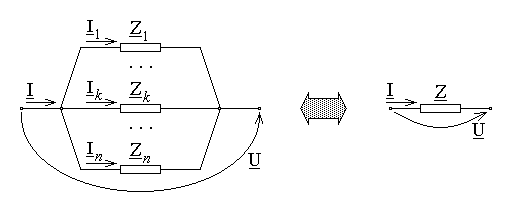 I₁ Z₁
. . .
I Iₖ Zₖ I Z
. . .
Iₙ Zₙ U
U